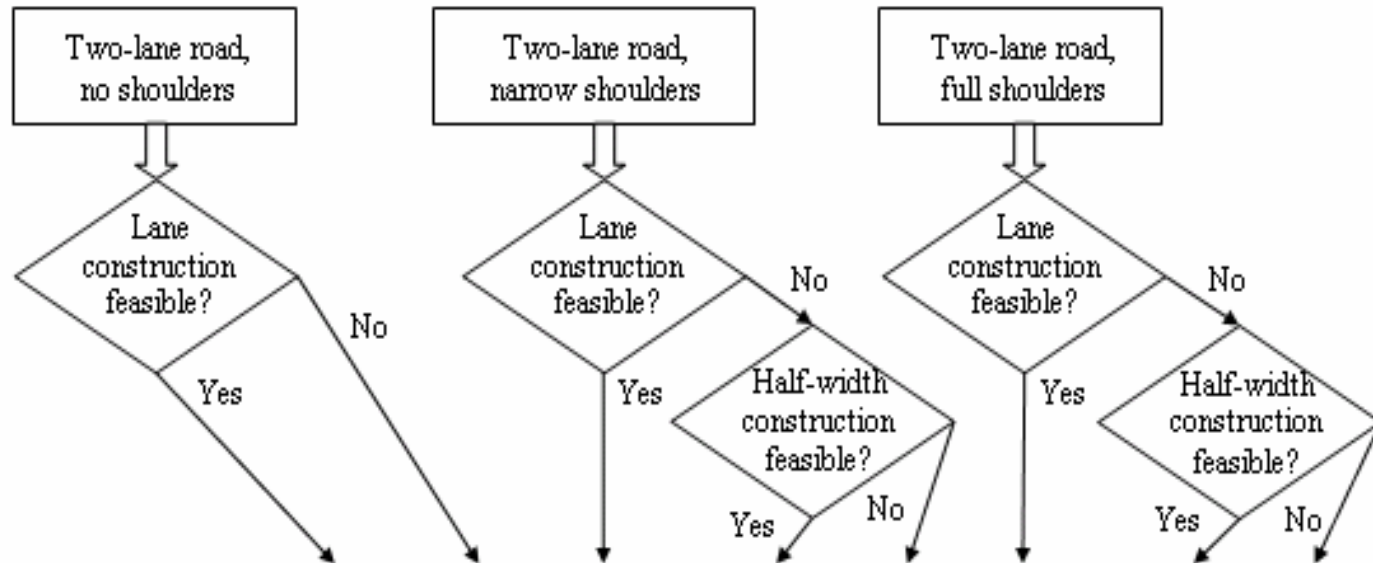 Two-lane road,
no shoulders
Two-lane road,
narrow shoulders
Two-lane road,
full shoulders
Lane
construction
feasible?
No
Yes
Lane
construction
feasible?
No
Yes
Half-width
construction
feasible?
Yes
No
Lane
construction
feasible?
No
Yes
Half-width
construction
feasible?
Yes
No